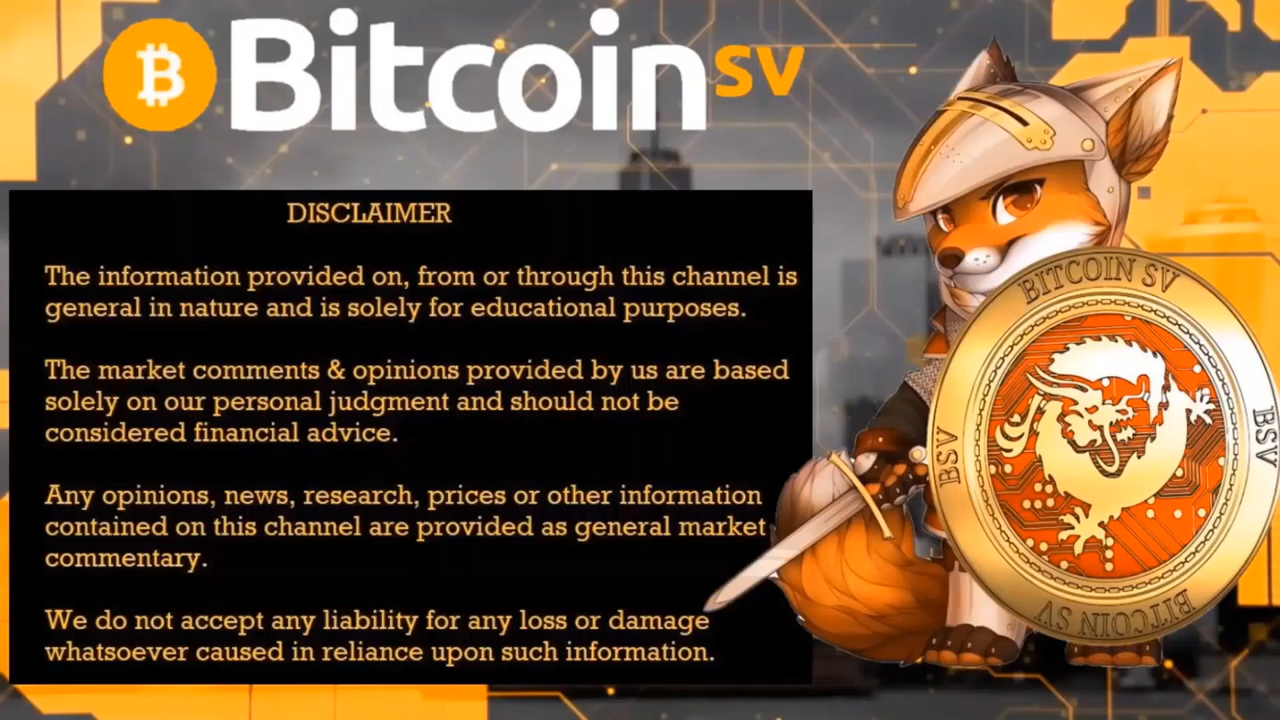 Bitcoin SV
DISCLAIMER
The information provided on, from or through this channel is
general in nature and is solely for educational purposes.
The market comments & opinions provided by us are based
solely on our personal judgment and should not be
considered financial advice.
Any opinions, news, research, prices or other information
contained on this channel are provided as general market
commentary.
We do not accept any liability for any loss or damage
whatsoever caused in reliance upon such information.
BITCOIN SV
BSV
BSV
BITCOIN SV